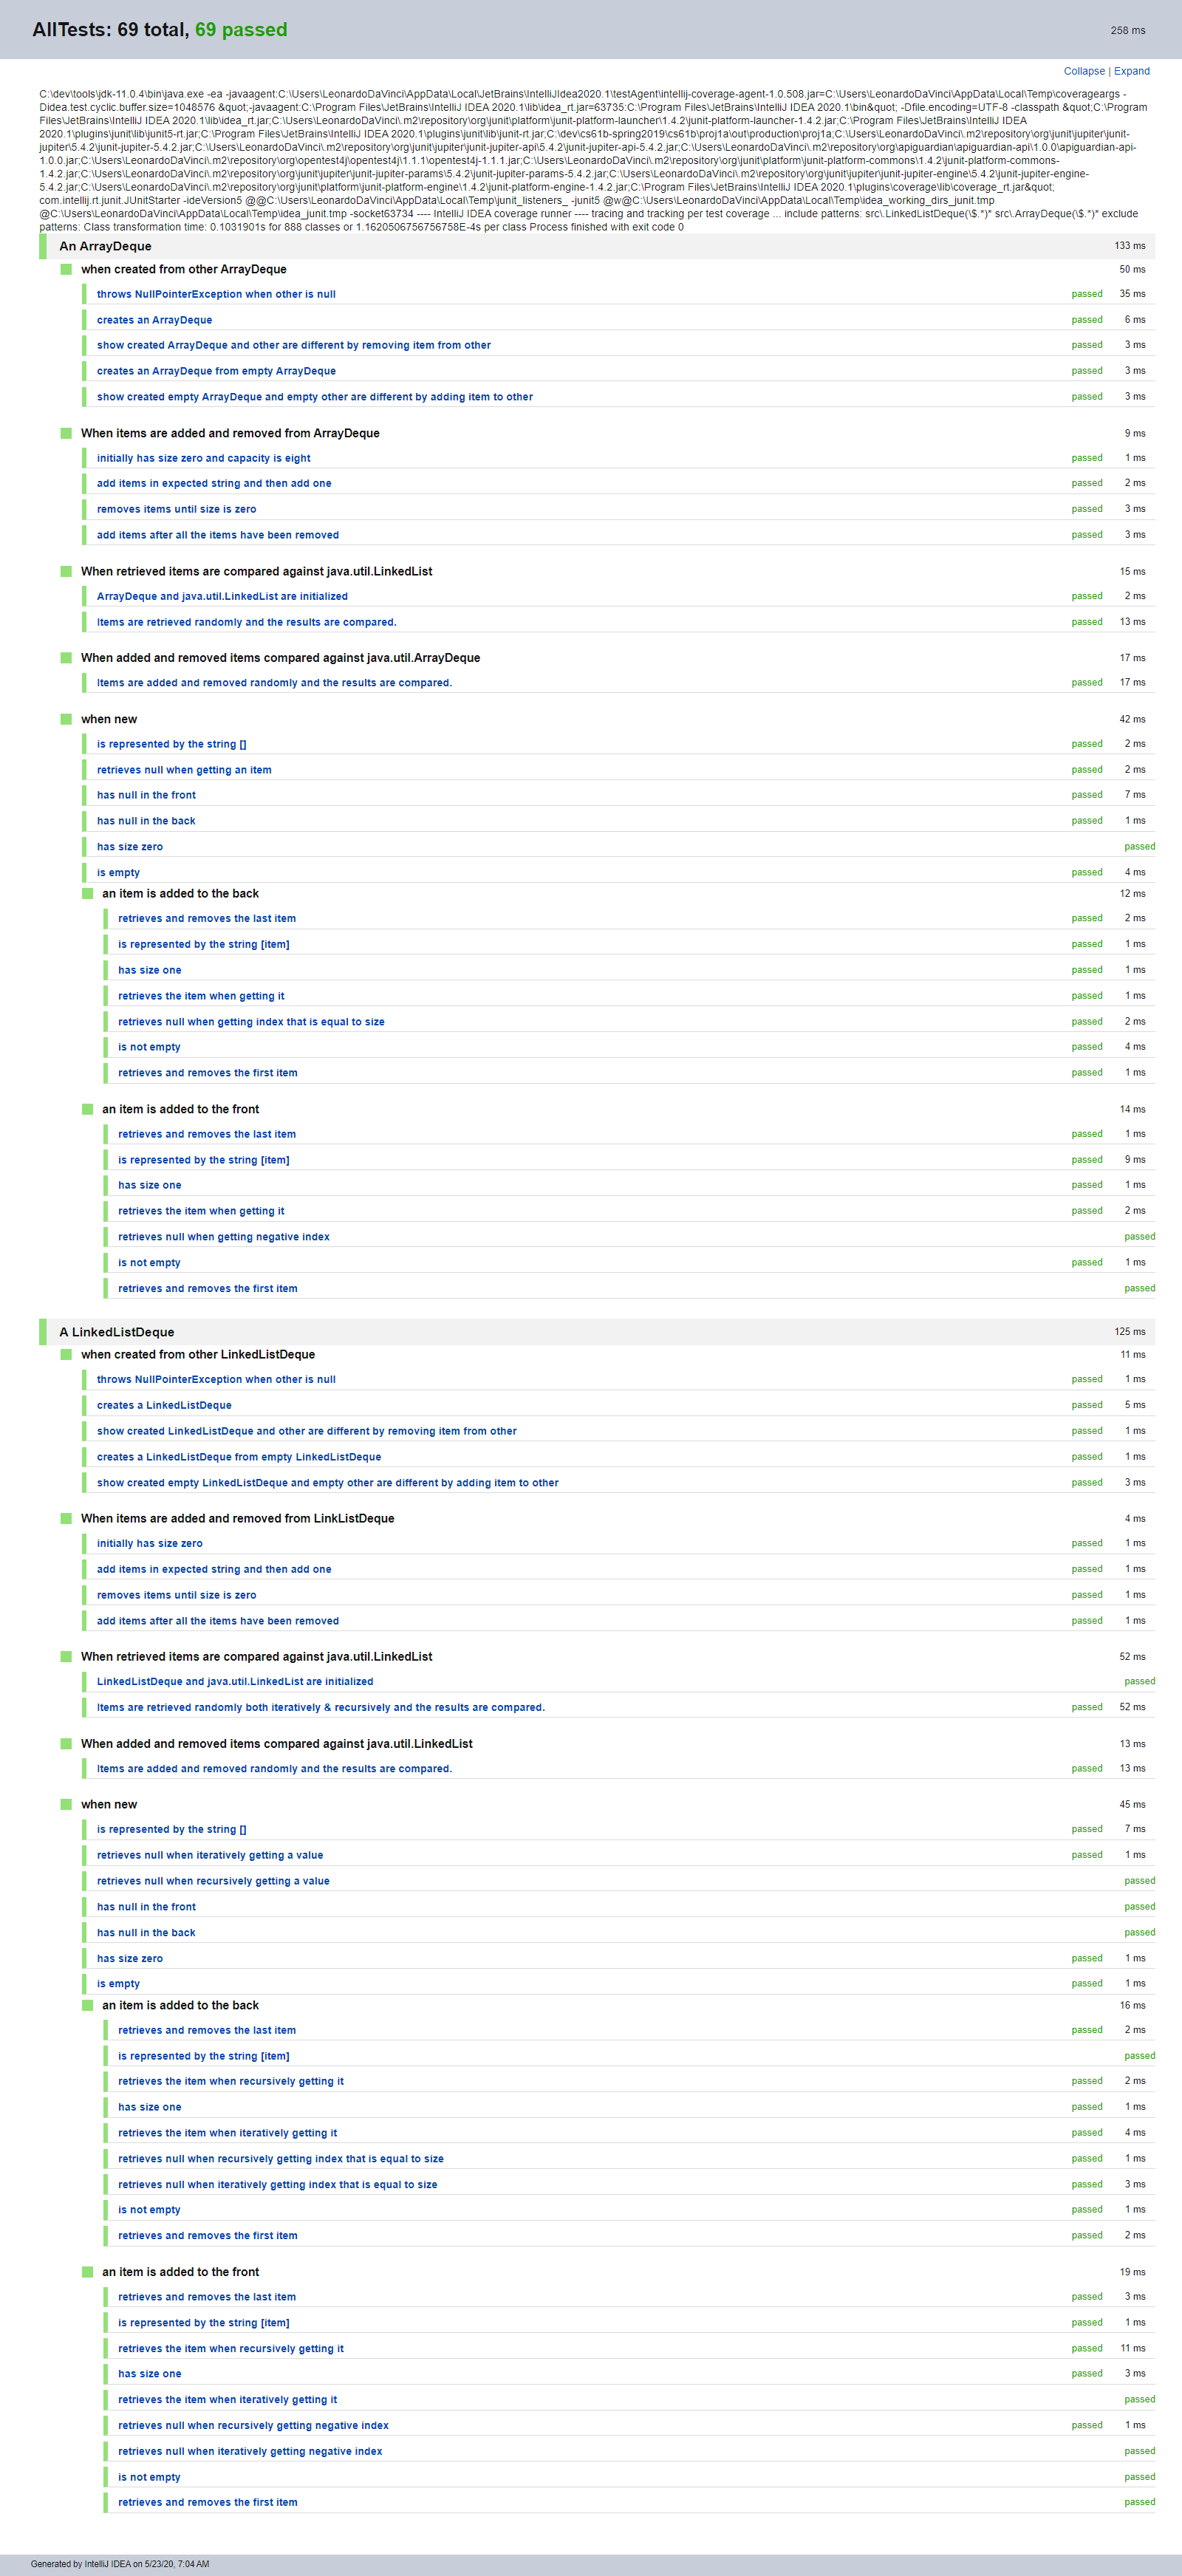 AllTests: 69 total, 69 passed
258 ms
Collapse | Expand
C:\dev\tools\jdk-11.0.4\bin\java.exe -ea -javaagent:C:\Users\LeonardoDaVinci\AppData\Local\JetBrains\IntelliJIdea2020.1\testAgent\intellij-coverage-agent-1.0.508.jar=C:\Users\LeonardoDaVinci\AppData\Local\Temp\coverageargs -
Didea.test.cyclic.buffer.size=1048576 &quot;-javaagent:C:\Program Files\JetBrains\IntelliJ IDEA 2020.1\lib\idea_rt.jar=63735:C:\Program Files\JetBrains\IntelliJ IDEA 2020.1\bin&quot; -Dfile.encoding=UTF-8 -classpath &quot;C:\Program
Files\JetBrains\IntelliJ IDEA 2020.1\lib\idea_rt.jar;C:\Users\LeonardoDaVinci\.m2\repository\org\junit\platform\junit-platform-launcher\1.4.2\junit-platform-launcher-1.4.2.jar;C:\Program Files\JetBrains\IntelliJ IDEA
2020.1\plugins\junit\lib\junit5-rt.jar;C:\Program Files\JetBrains\IntelliJ IDEA 2020.1\plugins\junit\lib\junit-rt.jar;C:\dev\cs61b-spring2019\cs61b\proj1a\out\production\proj1a;C:\Users\LeonardoDaVinci\.m2\repository\org\junit\jupiter\junit-
jupiter\5.4.2\junit-jupiter-5.4.2.jar;C:\Users\LeonardoDaVinci\.m2\repository\org\junit\jupiter\junit-jupiter-api\5.4.2\junit-jupiter-api-5.4.2.jar;C:\Users\LeonardoDaVinci\.m2\repository\org\apiguardian\apiguardian-api\1.0.0\apiguardian-api-
1.0.0.jar;C:\Users\LeonardoDaVinci\.m2\repository\org\opentest4j\opentest4j\1.1.1\opentest4j-1.1.1.jar;C:\Users\LeonardoDaVinci\.m2\repository\org\junit\platform\junit-platform-commons\1.4.2\junit-platform-commons-
1.4.2.jar;C:\Users\LeonardoDaVinci\.m2\repository\org\junit\jupiter\junit-jupiter-params\5.4.2\junit-jupiter-params-5.4.2.jar;C:\Users\LeonardoDaVinci\.m2\repository\org\junit\jupiter\junit-jupiter-engine\5.4.2\junit-jupiter-engine-
5.4.2.jar;C:\Users\LeonardoDaVinci\.m2\repository\org\junit\platform\junit-platform-engine\1.4.2\junit-platform-engine-1.4.2.jar;C:\Program Files\JetBrains\IntelliJ IDEA 2020.1\plugins\coverage\lib\coverage_rt.jar&quot;
com.intellij.rt.junit.JUnitStarter -ideVersion5 @@C:\Users\LeonardoDaVinci\AppData\Local\Temp\junit_listeners_ -junit5 @w@C:\Users\LeonardoDaVinci\AppData\Local\Temp\idea_working_dirs_junit.tmp
@C:\Users\LeonardoDaVinci\AppData\Local\Temp\idea_junit.tmp -socket63734 ---- IntelliJ IDEA coverage runner ---- tracing and tracking per test coverage ... include patterns: src\.LinkedListDeque(\$.*)* src\.ArrayDeque(\$.*)* exclude
patterns: Class transformation time: 0.1031901s for 888 classes or 1.1620506756756758E-4s per class Process finished with exit code 0
An ArrayDeque 133 ms
when created from other ArrayDeque 50 ms
throws NullPointerException when other is null passed 35 ms
creates an ArrayDeque passed 6 ms
show created ArrayDeque and other are different by removing item from other passed 3 ms
creates an ArrayDeque from empty ArrayDeque passed 3 ms
show created empty ArrayDeque and empty other are different by adding item to other passed 3 ms
When items are added and removed from ArrayDeque 9 ms
initially has size zero and capacity is eight passed 1 ms
add items in expected string and then add one passed 2 ms
removes items until size is zero passed 3 ms
add items after all the items have been removed passed 3 ms
When retrieved items are compared against java.util.LinkedList 15 ms
ArrayDeque and java.util.LinkedList are initialized passed 2 ms
Items are retrieved randomly and the results are compared. passed 13 ms
When added and removed items compared against java.util.ArrayDeque 17 ms
Items are added and removed randomly and the results are compared. passed 17 ms
when new 42 ms
is represented by the string [] passed 2 ms
retrieves null when getting an item passed 2 ms
has null in the front passed 7 ms
has null in the back passed 1 ms
has size zero passed
is empty passed 4 ms
an item is added to the back 12 ms
retrieves and removes the last item passed 2 ms
is represented by the string [item] passed 1 ms
has size one passed 1 ms
retrieves the item when getting it passed 1 ms
retrieves null when getting index that is equal to size passed 2 ms
is not empty passed 4 ms
retrieves and removes the first item passed 1 ms
an item is added to the front 14 ms
retrieves and removes the last item passed 1 ms
is represented by the string [item] passed 9 ms
has size one passed 1 ms
retrieves the item when getting it passed 2 ms
retrieves null when getting negative index passed
is not empty passed 1 ms
retrieves and removes the first item passed
A LinkedListDeque 125 ms
when created from other LinkedListDeque 11 ms
throws NullPointerException when other is null passed 1 ms
creates a LinkedListDeque passed 5 ms
show created LinkedListDeque and other are different by removing item from other passed 1 ms
creates a LinkedListDeque from empty LinkedListDeque passed 1 ms
show created empty LinkedListDeque and empty other are different by adding item to other passed 3 ms
When items are added and removed from LinkListDeque 4 ms
initially has size zero passed 1 ms
add items in expected string and then add one passed 1 ms
removes items until size is zero passed 1 ms
add items after all the items have been removed passed 1 ms
When retrieved items are compared against java.util.LinkedList 52 ms
LinkedListDeque and java.util.LinkedList are initialized passed
Items are retrieved randomly both iteratively & recursively and the results are compared. passed 52 ms
When added and removed items compared against java.util.LinkedList 13 ms
Items are added and removed randomly and the results are compared. passed 13 ms
when new 45 ms
is represented by the string [] passed 7 ms
retrieves null when iteratively getting a value passed 1 ms
retrieves null when recursively getting a value passed
has null in the front passed
has null in the back passed
has size zero passed 1 ms
is empty passed 1 ms
an item is added to the back 16 ms
retrieves and removes the last item passed 2 ms
is represented by the string [item] passed
retrieves the item when recursively getting it passed 2 ms
has size one passed 1 ms
retrieves the item when iteratively getting it passed 4 ms
retrieves null when recursively getting index that is equal to size passed 1 ms
retrieves null when iteratively getting index that is equal to size passed 3 ms
is not empty passed 1 ms
retrieves and removes the first item passed 2 ms
an item is added to the front 19 ms
retrieves and removes the last item passed 3 ms
is represented by the string [item] passed 1 ms
retrieves the item when recursively getting it passed 11 ms
has size one passed 3 ms
retrieves the item when iteratively getting it passed
retrieves null when recursively getting negative index passed 1 ms
retrieves null when iteratively getting negative index passed
is not empty passed
retrieves and removes the first item passed
Generated by IntelliJ IDEA on 5/23/20, 7:04 AM